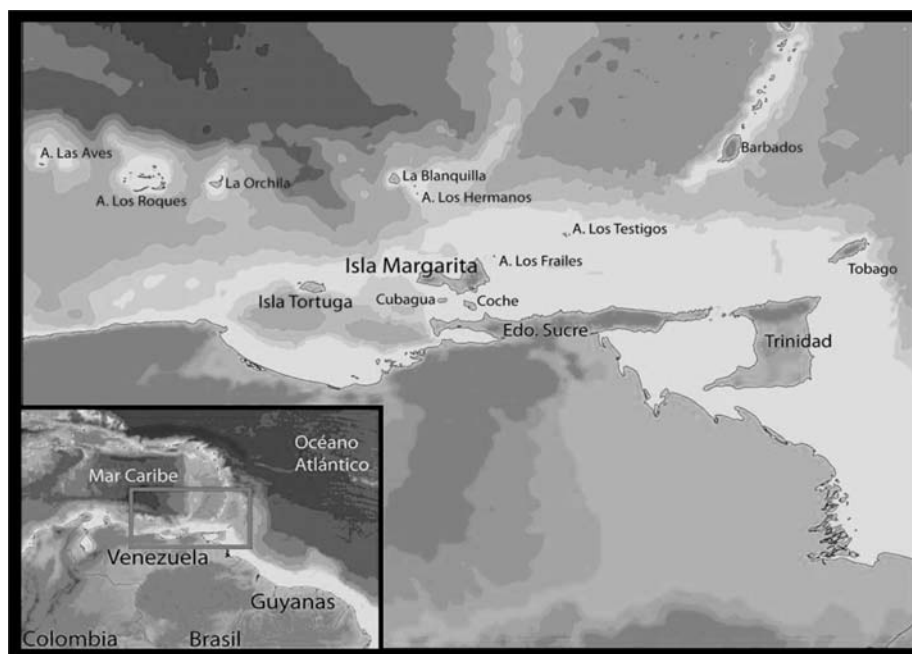 A. Las Aves
A. Los Roques
La Orchila
La Blanquilla
A. Los Hermanos
Barbados
A. Los Testigos
Isla Margarita
A. Los Frailes
Tobago
Isla Tortuga
Cubagua
Coche
Edo. Sucre
Trinidad
Océano
Atlántico
Mar Caribe
Venezuela
Guyanas
Colombia
Brasil